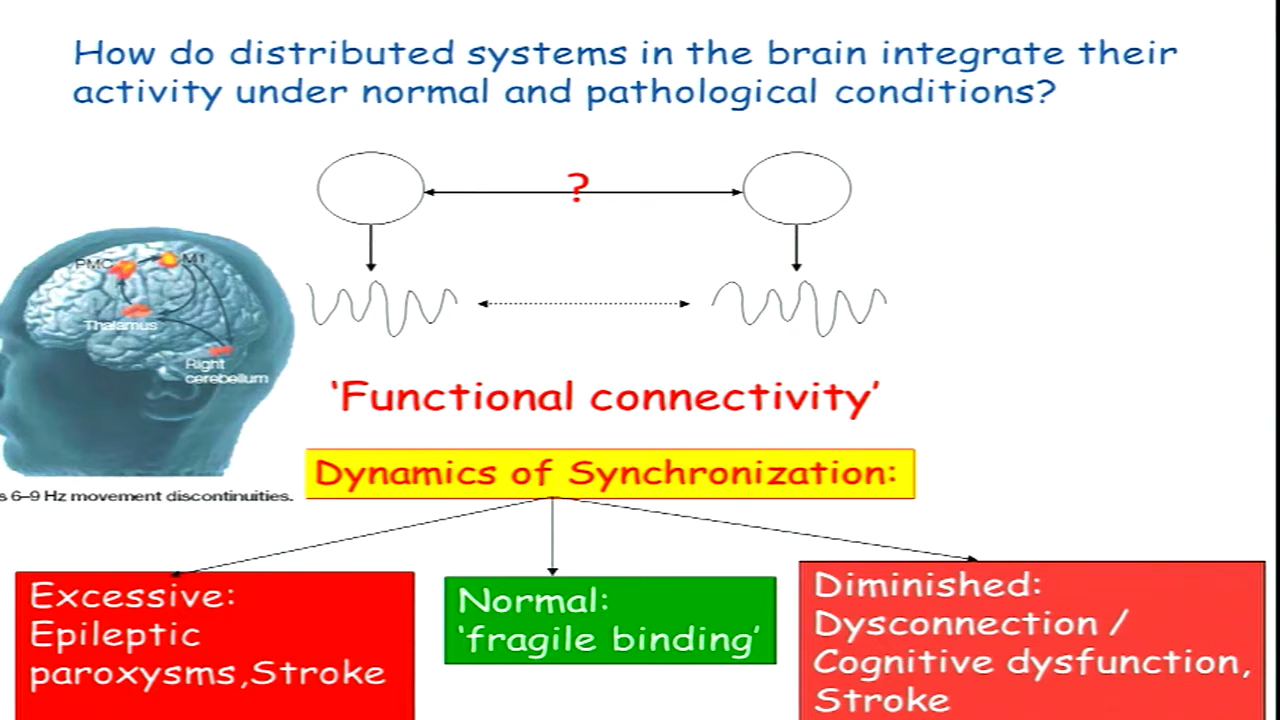 How do distributed systems in the brain integrate their
activity under normal and pathological conditions?
?
PMC
M1
Thalamus
Right
cerebellum
s 6–9 Hz movement discontinuities.
‘Functional connectivity’
Dynamics of Synchronization:
Excessive:
Epileptic
paroxysms,Stroke
Normal:
‘fragile binding’
Diminished:
Dysconnection /
Cognitive dysfunction,
Stroke